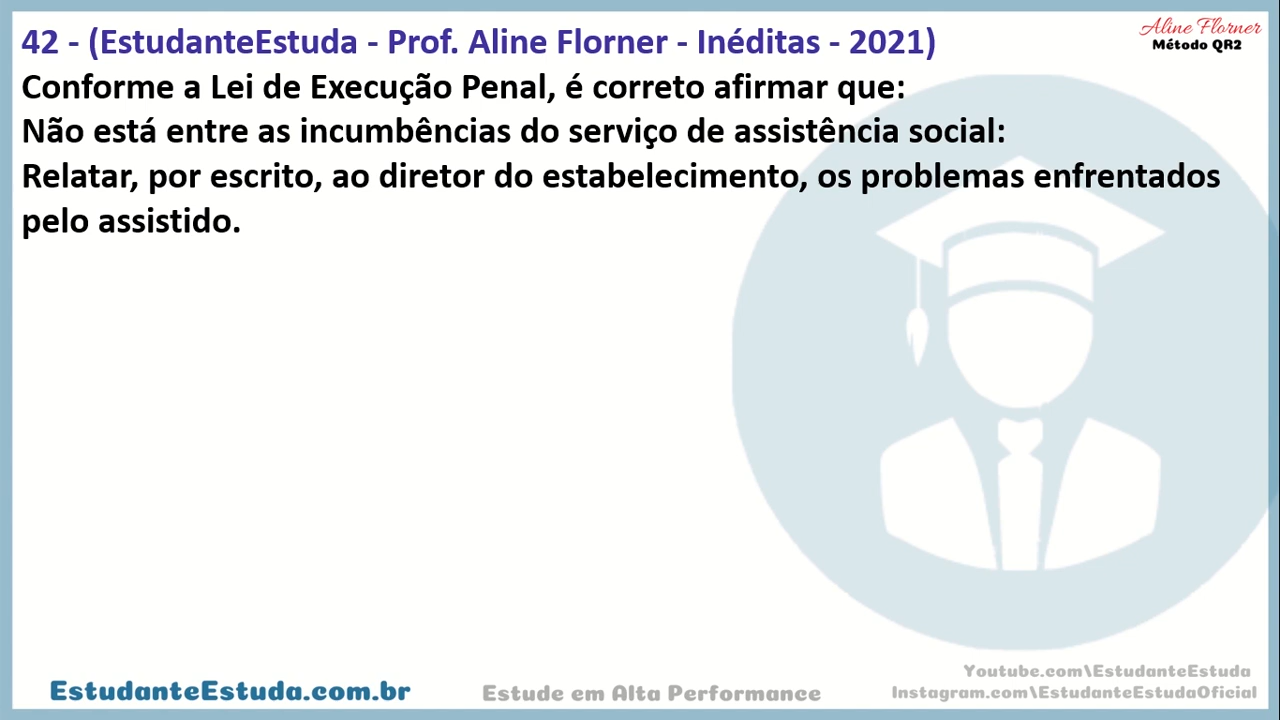 Aline Florner
Método QR2
42 - (EstudanteEstuda - Prof. Aline Florner - Inéditas - 2021)
Conforme a Lei de Execução Penal, é correto afirmar que:
Não está entre as incumbências do serviço de assistência social:
Relatar, por escrito, ao diretor do estabelecimento, os problemas enfrentados
pelo assistido.
EstudanteEstuda.com.br
Estude em Alta Performance
Youtube.com\EstudanteEstuda
Instagram.com\EstudanteEstudaOficial